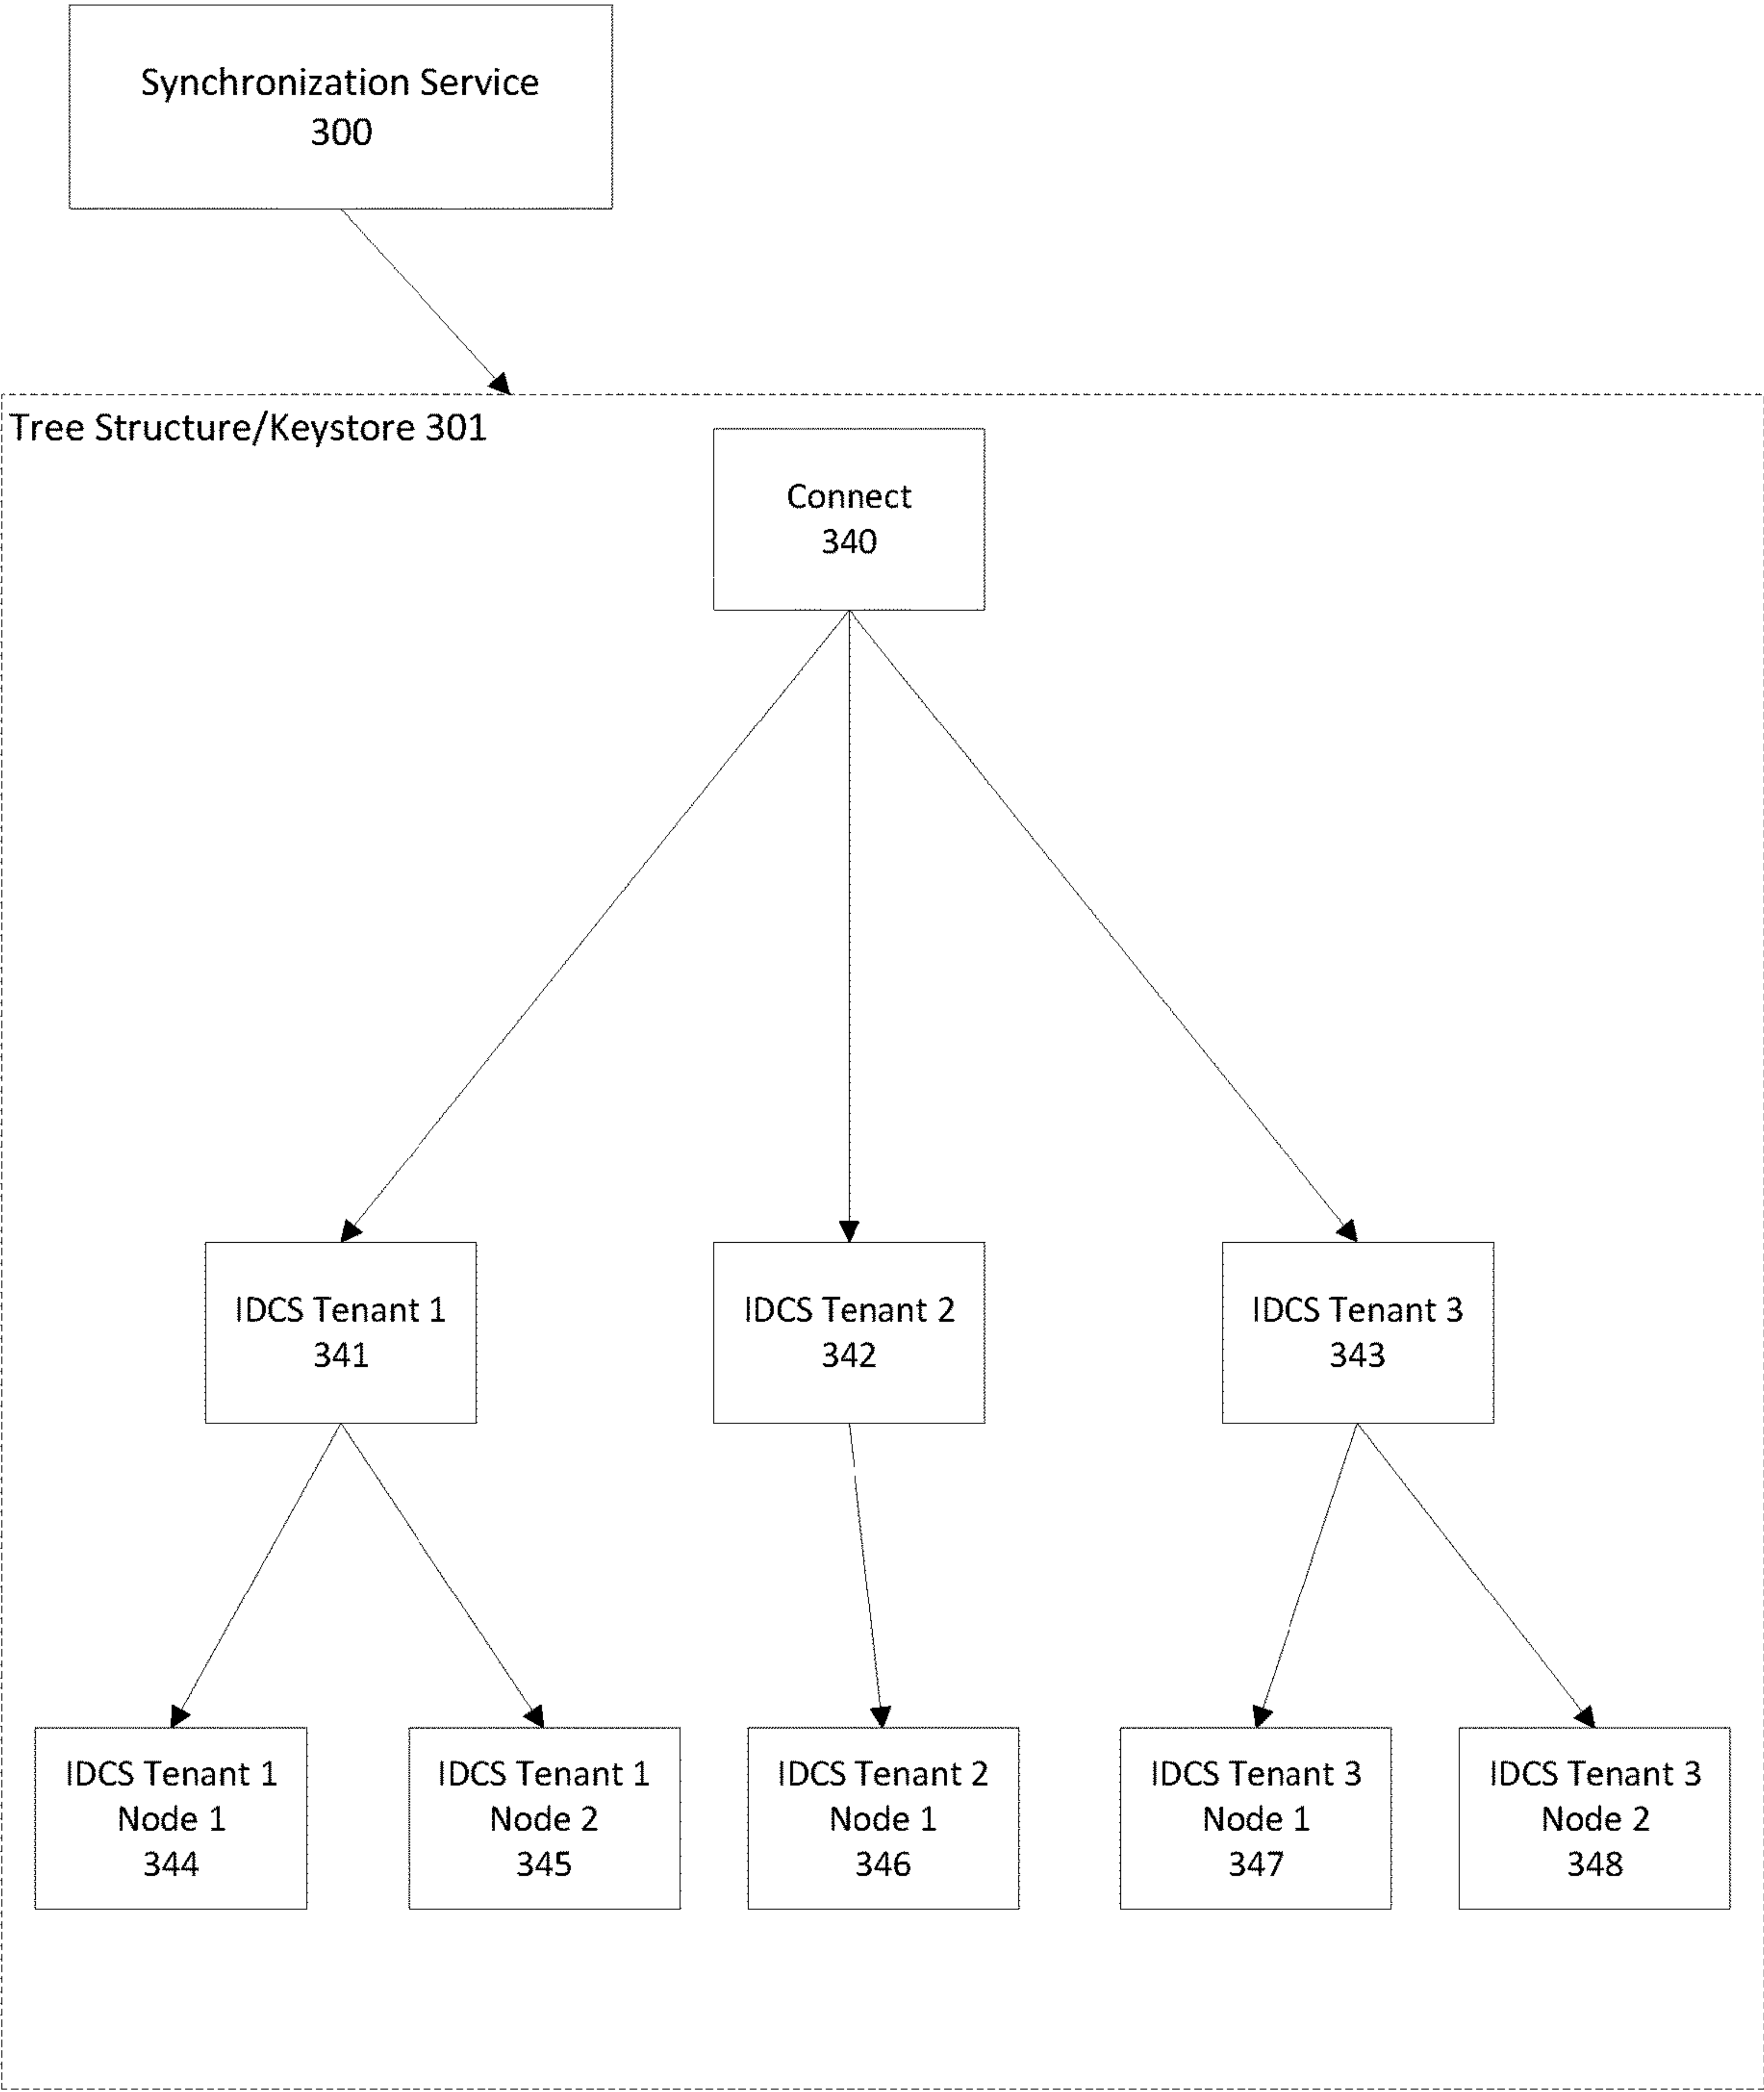 Synchronization Service
300
Tree Structure/Keystore 301
Connect
340
IDCS Tenant 1
341
IDCS Tenant 2
342
IDCS Tenant 3
343
IDCS Tenant 1
Node 1
344
IDCS Tenant 1
Node 2
345
IDCS Tenant 2
Node 1
346
IDCS Tenant 3
Node 1
347
IDCS Tenant 3
Node 2
348